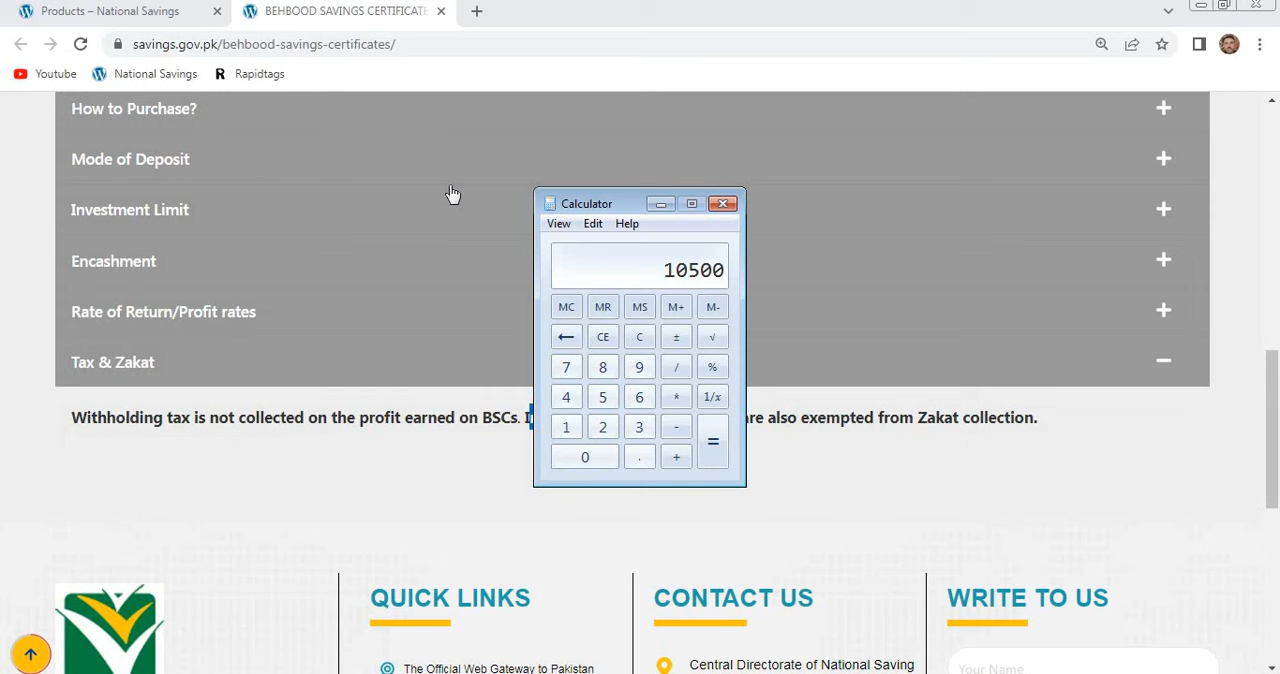 Products – National Savings
BEHBOOD SAVINGS CERTIFICATE
savings.gov.pk/behbood-savings-certificates/
Youtube
National Savings
R Rapidtags
How to Purchase?
Mode of Deposit
Investment Limit
Encashment
Rate of Return/Profit rates
Tax & Zakat
Withholding tax is not collected on the profit earned on BSCs. are also exempted from Zakat collection.
Calculator
View Edit Help
10500
MC MR MS M+ M-
← CE C ± √
7 8 9 / %
4 5 6 * 1/x
1 2 3 - =
0 . +
QUICK LINKS
The Official Web Gateway to Pakistan
CONTACT US
Central Directorate of National Saving
WRITE TO US
Your Name